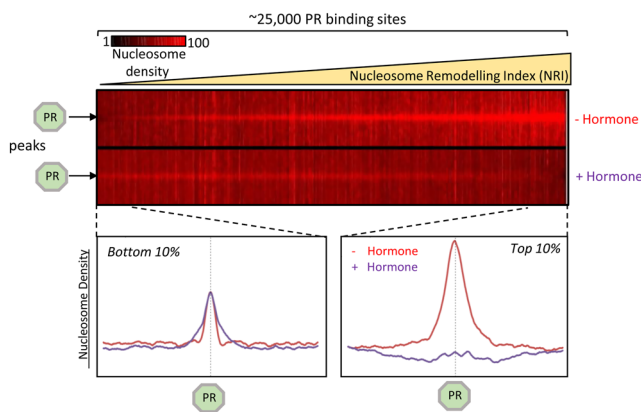 ~25,000 PR binding sites
1 100
Nucleosome
density
Nucleosome Remodelling Index (NRI)
PR
- Hormone
peaks
PR
+ Hormone
Bottom 10%
- Hormone
+ Hormone
Top 10%
Nucleosome Density
PR
PR